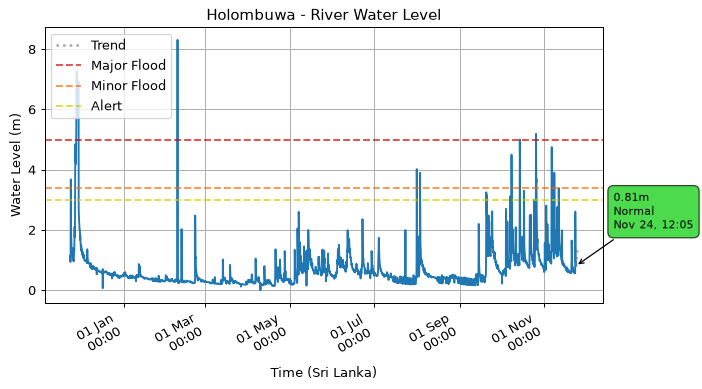 Holombuwa - River Water Level
Water Level (m)
8
6
4
2
0
Trend
Major Flood
Minor Flood
Alert
0.81m
Normal
Nov 24, 12:05
01 Jan
00:00
01 Mar
00:00
01 May
00:00
01 Jul
00:00
01 Sep
00:00
01 Nov
00:00
Time (Sri Lanka)